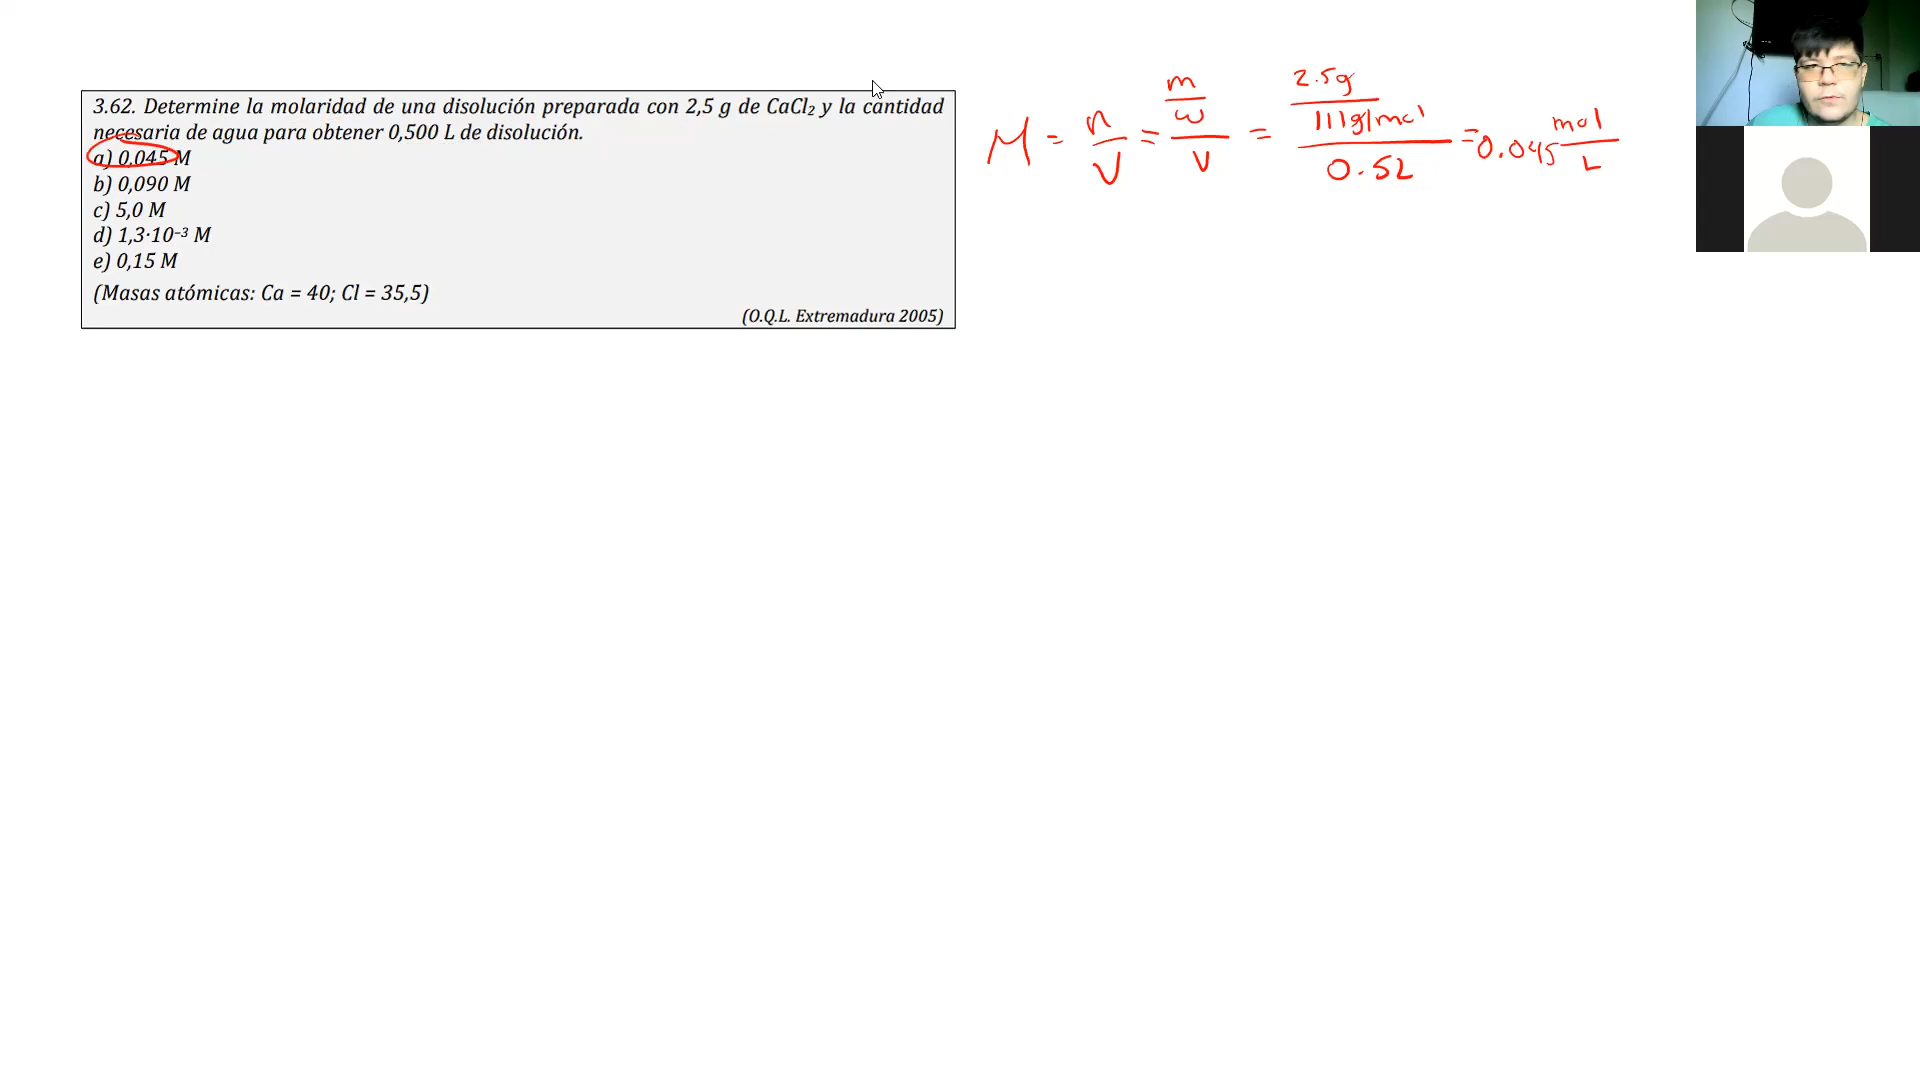 3.62. Determine la molaridad de una disolución preparada con 2,5 g de CaCl₂ y la cantidad
necesaria de agua para obtener 0,500 L de disolución.
a) 0,045 M
b) 0,090 M
c) 5,0 M
d) 1,3·10⁻³ M
e) 0,15 M
(Masas atómicas: Ca = 40; Cl = 35,5)
(O.Q.L. Extremadura 2005)
M = n/V = m/w/V = 2.5g/111g/mol/0.5L = 0.045 mol/L